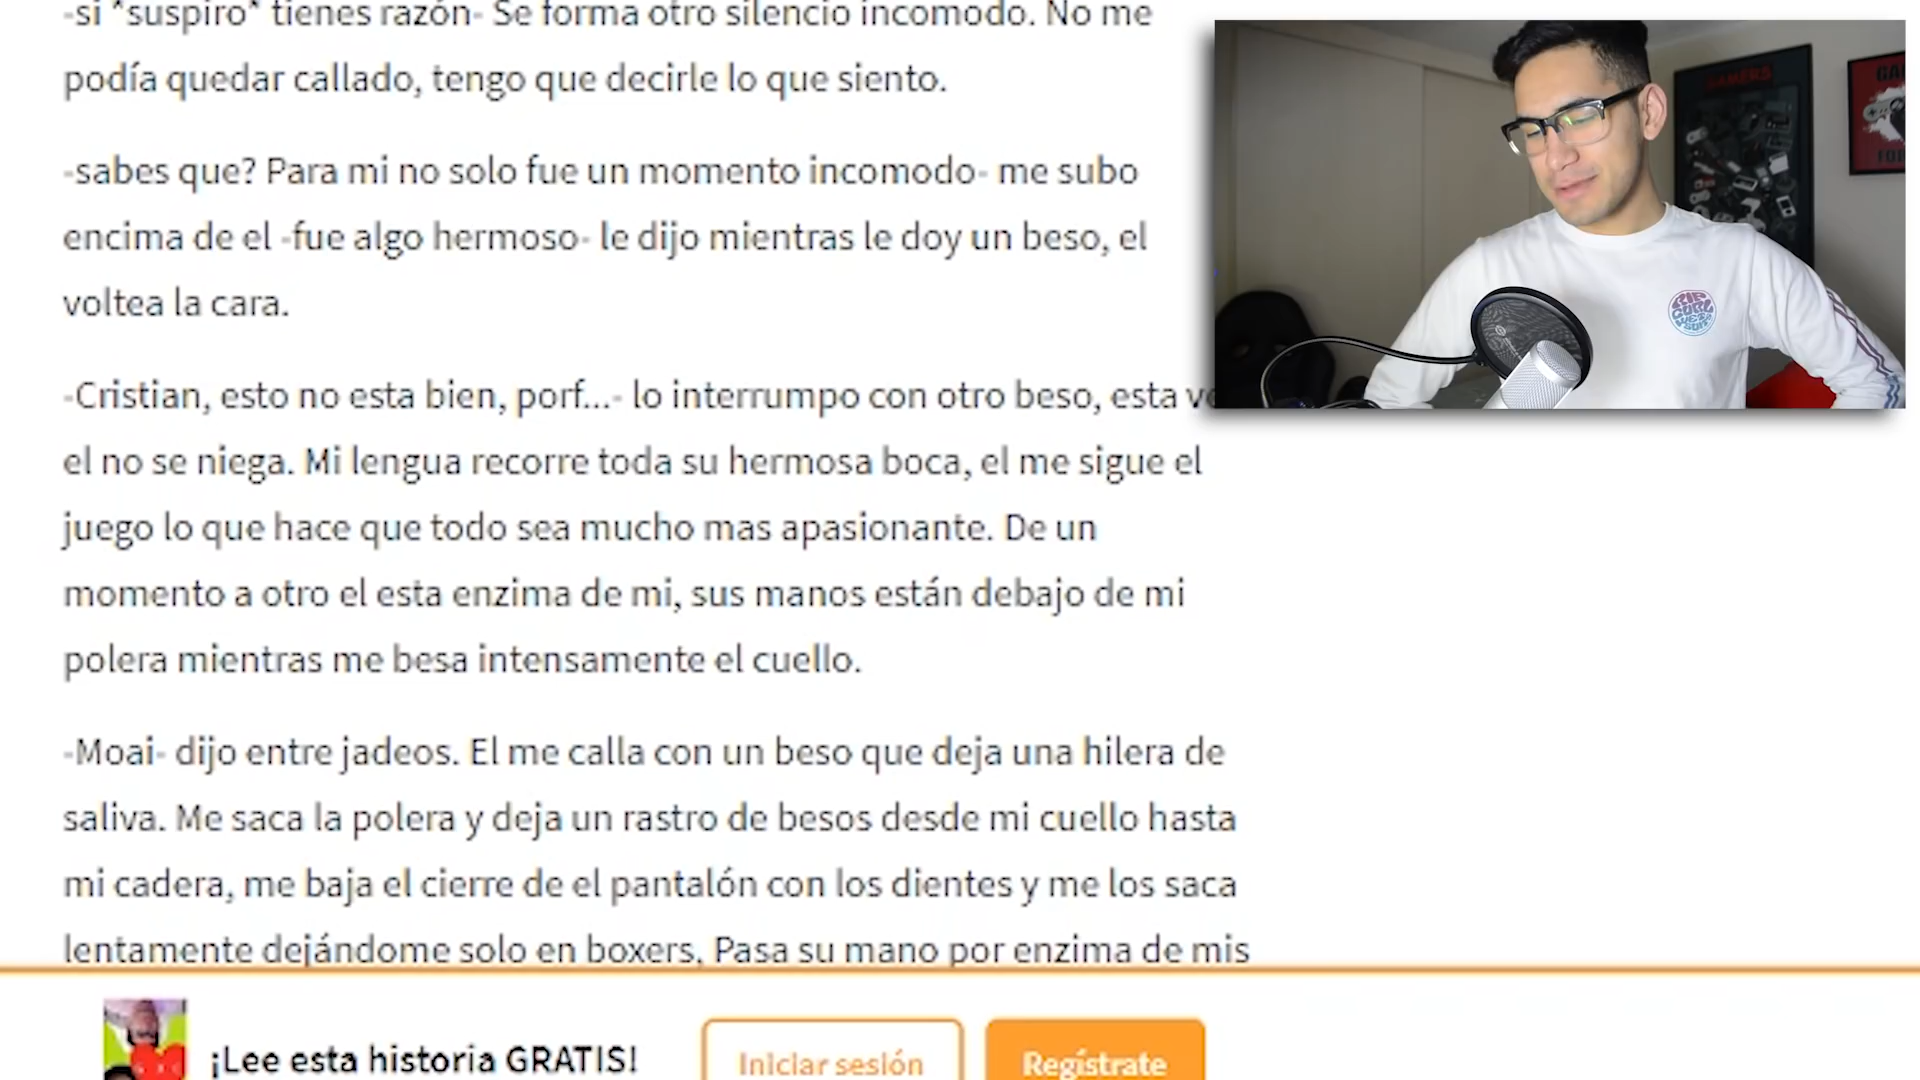 -si *suspiro* tienes razón- Se forma otro silencio incomodo. No me
podía quedar callado, tengo que decirle lo que siento.
-sabes que? Para mi no solo fue un momento incomodo- me subo
encima de el -fue algo hermoso- le dijo mientras le doy un beso, el
voltea la cara.
-Cristian, esto no esta bien, porf...- lo interrumpo con otro beso, esta
el no se niega. Mi lengua recorre toda su hermosa boca, el me sigue el
juego lo que hace que todo sea mucho mas apasionante. De un
momento a otro el esta enzima de mi, sus manos están debajo de mi
polera mientras me besa intensamente el cuello.
-Moai- dijo entre jadeos. El me calla con un beso que deja una hilera de
saliva. Me saca la polera y deja un rastro de besos desde mi cuello hasta
mi cadera, me baja el cierre de el pantalón con los dientes y me los saca
lentamente dejándome solo en boxers, Pasa su mano por enzima de mis
¡Lee esta historia GRATIS!
Iniciar sesión
Regístrate
GAMERS
RIP
CURL
WET
SUITS